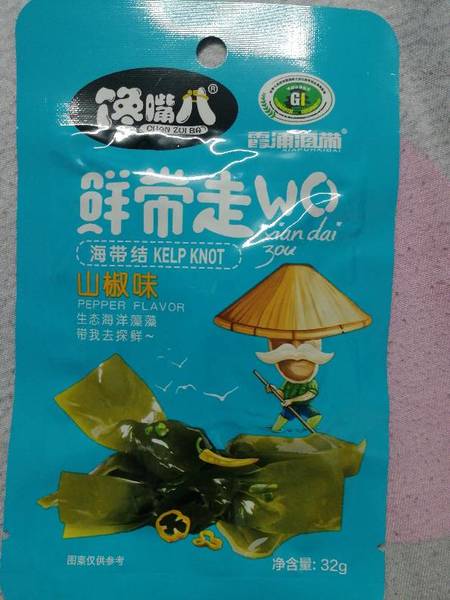 馋嘴八®
CHAN ZUI BA
GI
霞浦海带®
XIAPUHAIDAI
鲜带走WO
xian dai
zou
海带结 KELP KNOT
山椒味
PEPPER FLAVOR
生态海洋藻藻
带我去探鲜~
图案仅供参考
净含量: 32g